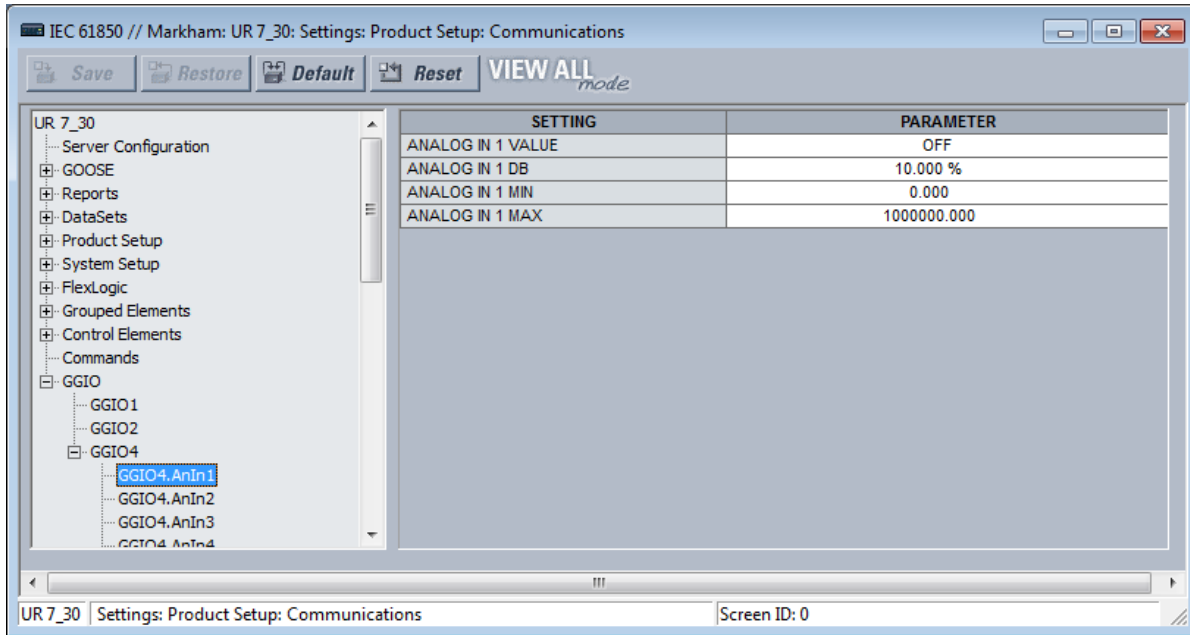 IEC 61850 // Markham: UR 7_30: Settings: Product Setup: Communications
Save Restore Default Reset VIEW ALL mode
UR 7_30
Server Configuration
GOOSE
Reports
DataSets
Product Setup
System Setup
FlexLogic
Grouped Elements
Control Elements
Commands
GGIO
GGIO1
GGIO2
GGIO4
GGIO4.AnIn1
GGIO4.AnIn2
GGIO4.AnIn3
GGIO4.AnIn4
SETTING PARAMETER
ANALOG IN 1 VALUE OFF
ANALOG IN 1 DB 10.000 %
ANALOG IN 1 MIN 0.000
ANALOG IN 1 MAX 1000000.000
UR 7_30 Settings: Product Setup: Communications Screen ID: 0